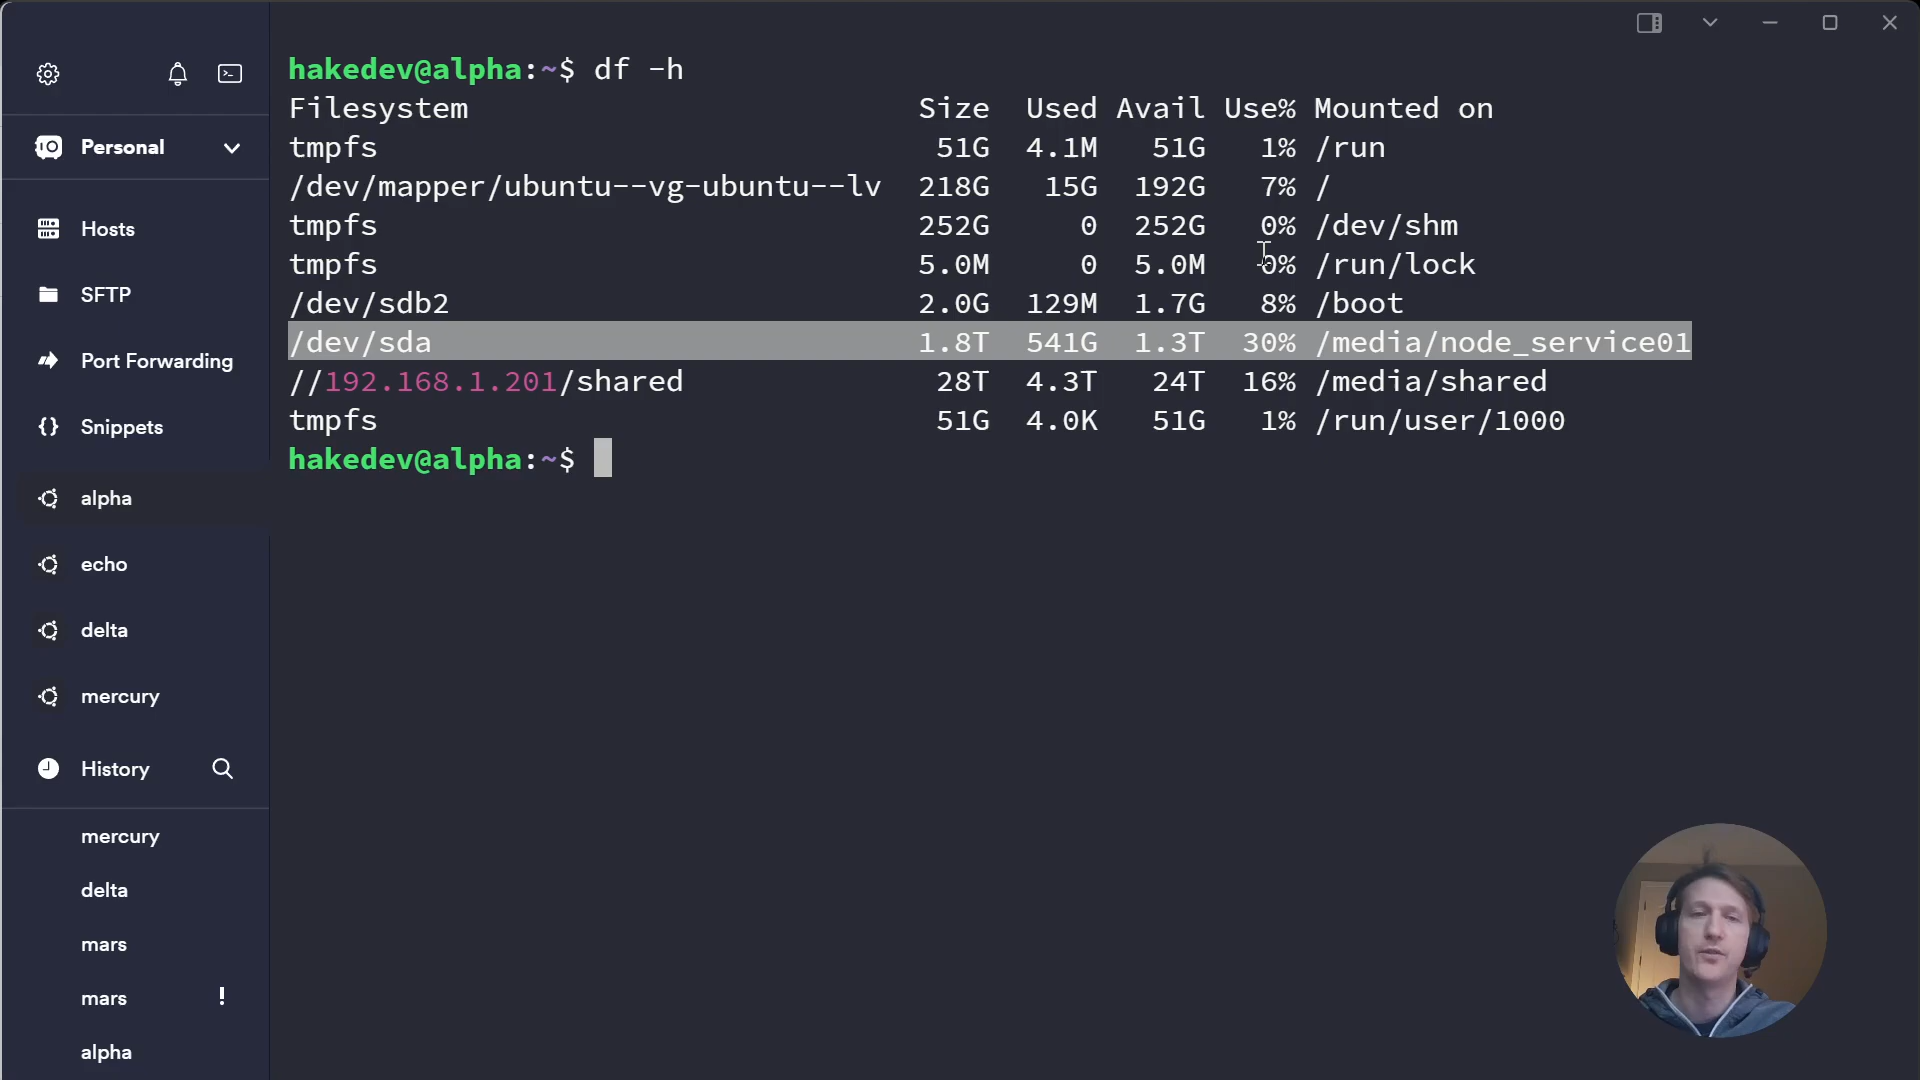 Personal
Hosts
SFTP
Port Forwarding
Snippets
alpha
echo
delta
mercury
History
mercury
delta
mars
mars !
alpha
hakedev@alpha:~$ df -h
Filesystem Size Used Avail Use% Mounted on
tmpfs 51G 4.1M 51G 1% /run
/dev/mapper/ubuntu--vg-ubuntu--lv 218G 15G 192G 7% /
tmpfs 252G 0 252G 0% /dev/shm
tmpfs 5.0M 0 5.0M 0% /run/lock
/dev/sdb2 2.0G 129M 1.7G 8% /boot
/dev/sda 1.8T 541G 1.3T 30% /media/node_service01
//192.168.1.201/shared 28T 4.3T 24T 16% /media/shared
tmpfs 51G 4.0K 51G 1% /run/user/1000
hakedev@alpha:~$